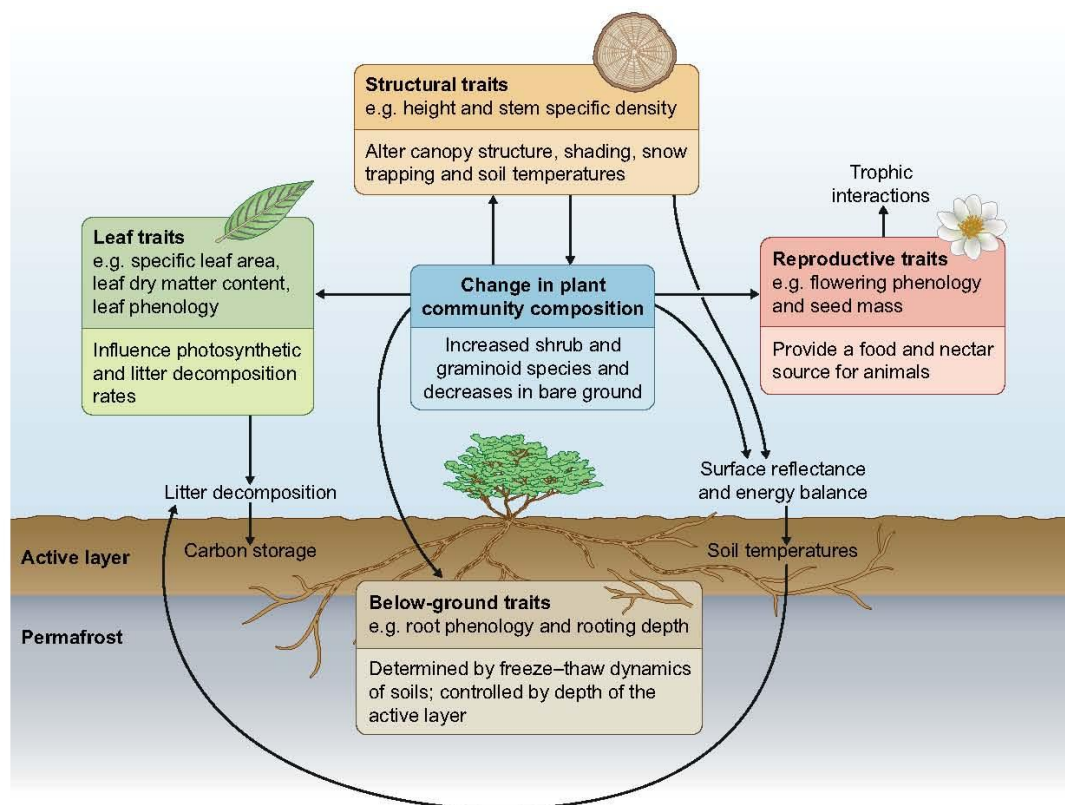 Structural traits
e.g. height and stem specific density
Alter canopy structure, shading, snow
trapping and soil temperatures
Trophic
interactions
Leaf traits
e.g. specific leaf area,
leaf dry matter content,
leaf phenology
Influence photosynthetic
and litter decomposition
rates
Change in plant
community composition
Increased shrub and
graminoid species and
decreases in bare ground
Reproductive traits
e.g. flowering phenology
and seed mass
Provide a food and nectar
source for animals
Litter decomposition
Surface reflectance
and energy balance
Active layer
Carbon storage
Soil temperatures
Permafrost
Below-ground traits
e.g. root phenology and rooting depth
Determined by freeze–thaw dynamics
of soils; controlled by depth of the
active layer